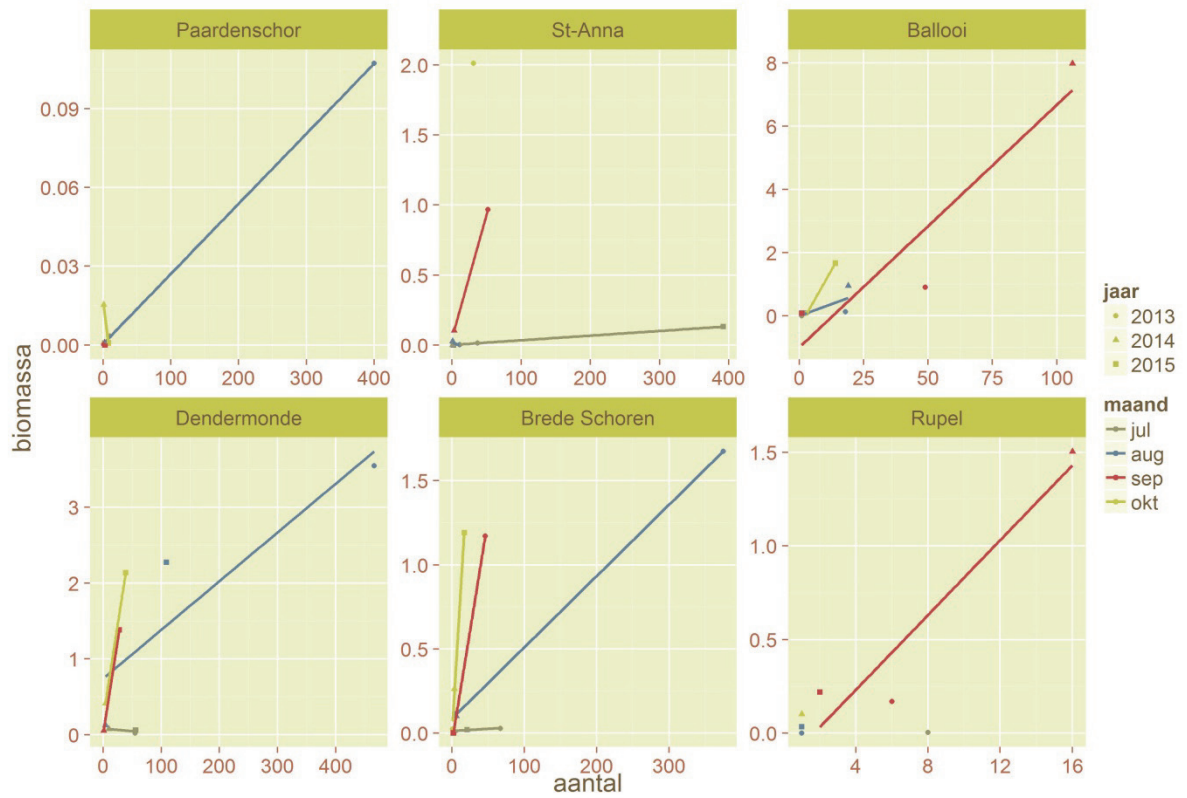 Paardenschor
St-Anna
Ballooi
0.09
0.06
0.03
0.00
0 100 200 300 400
2.0
1.5
1.0
0.5
0.0
0 100 200 300 400
8
6
4
2
0
0 25 50 75 100
biomassa
Dendermonde
Brede Schoren
Rupel
3
2
1
0
0 100 200 300 400
1.5
1.0
0.5
0.0
0 100 200 300
1.5
1.0
0.5
0.0
4 8 12 16
aantal
jaar
2013
2014
2015
maand
jul
aug
sep
okt